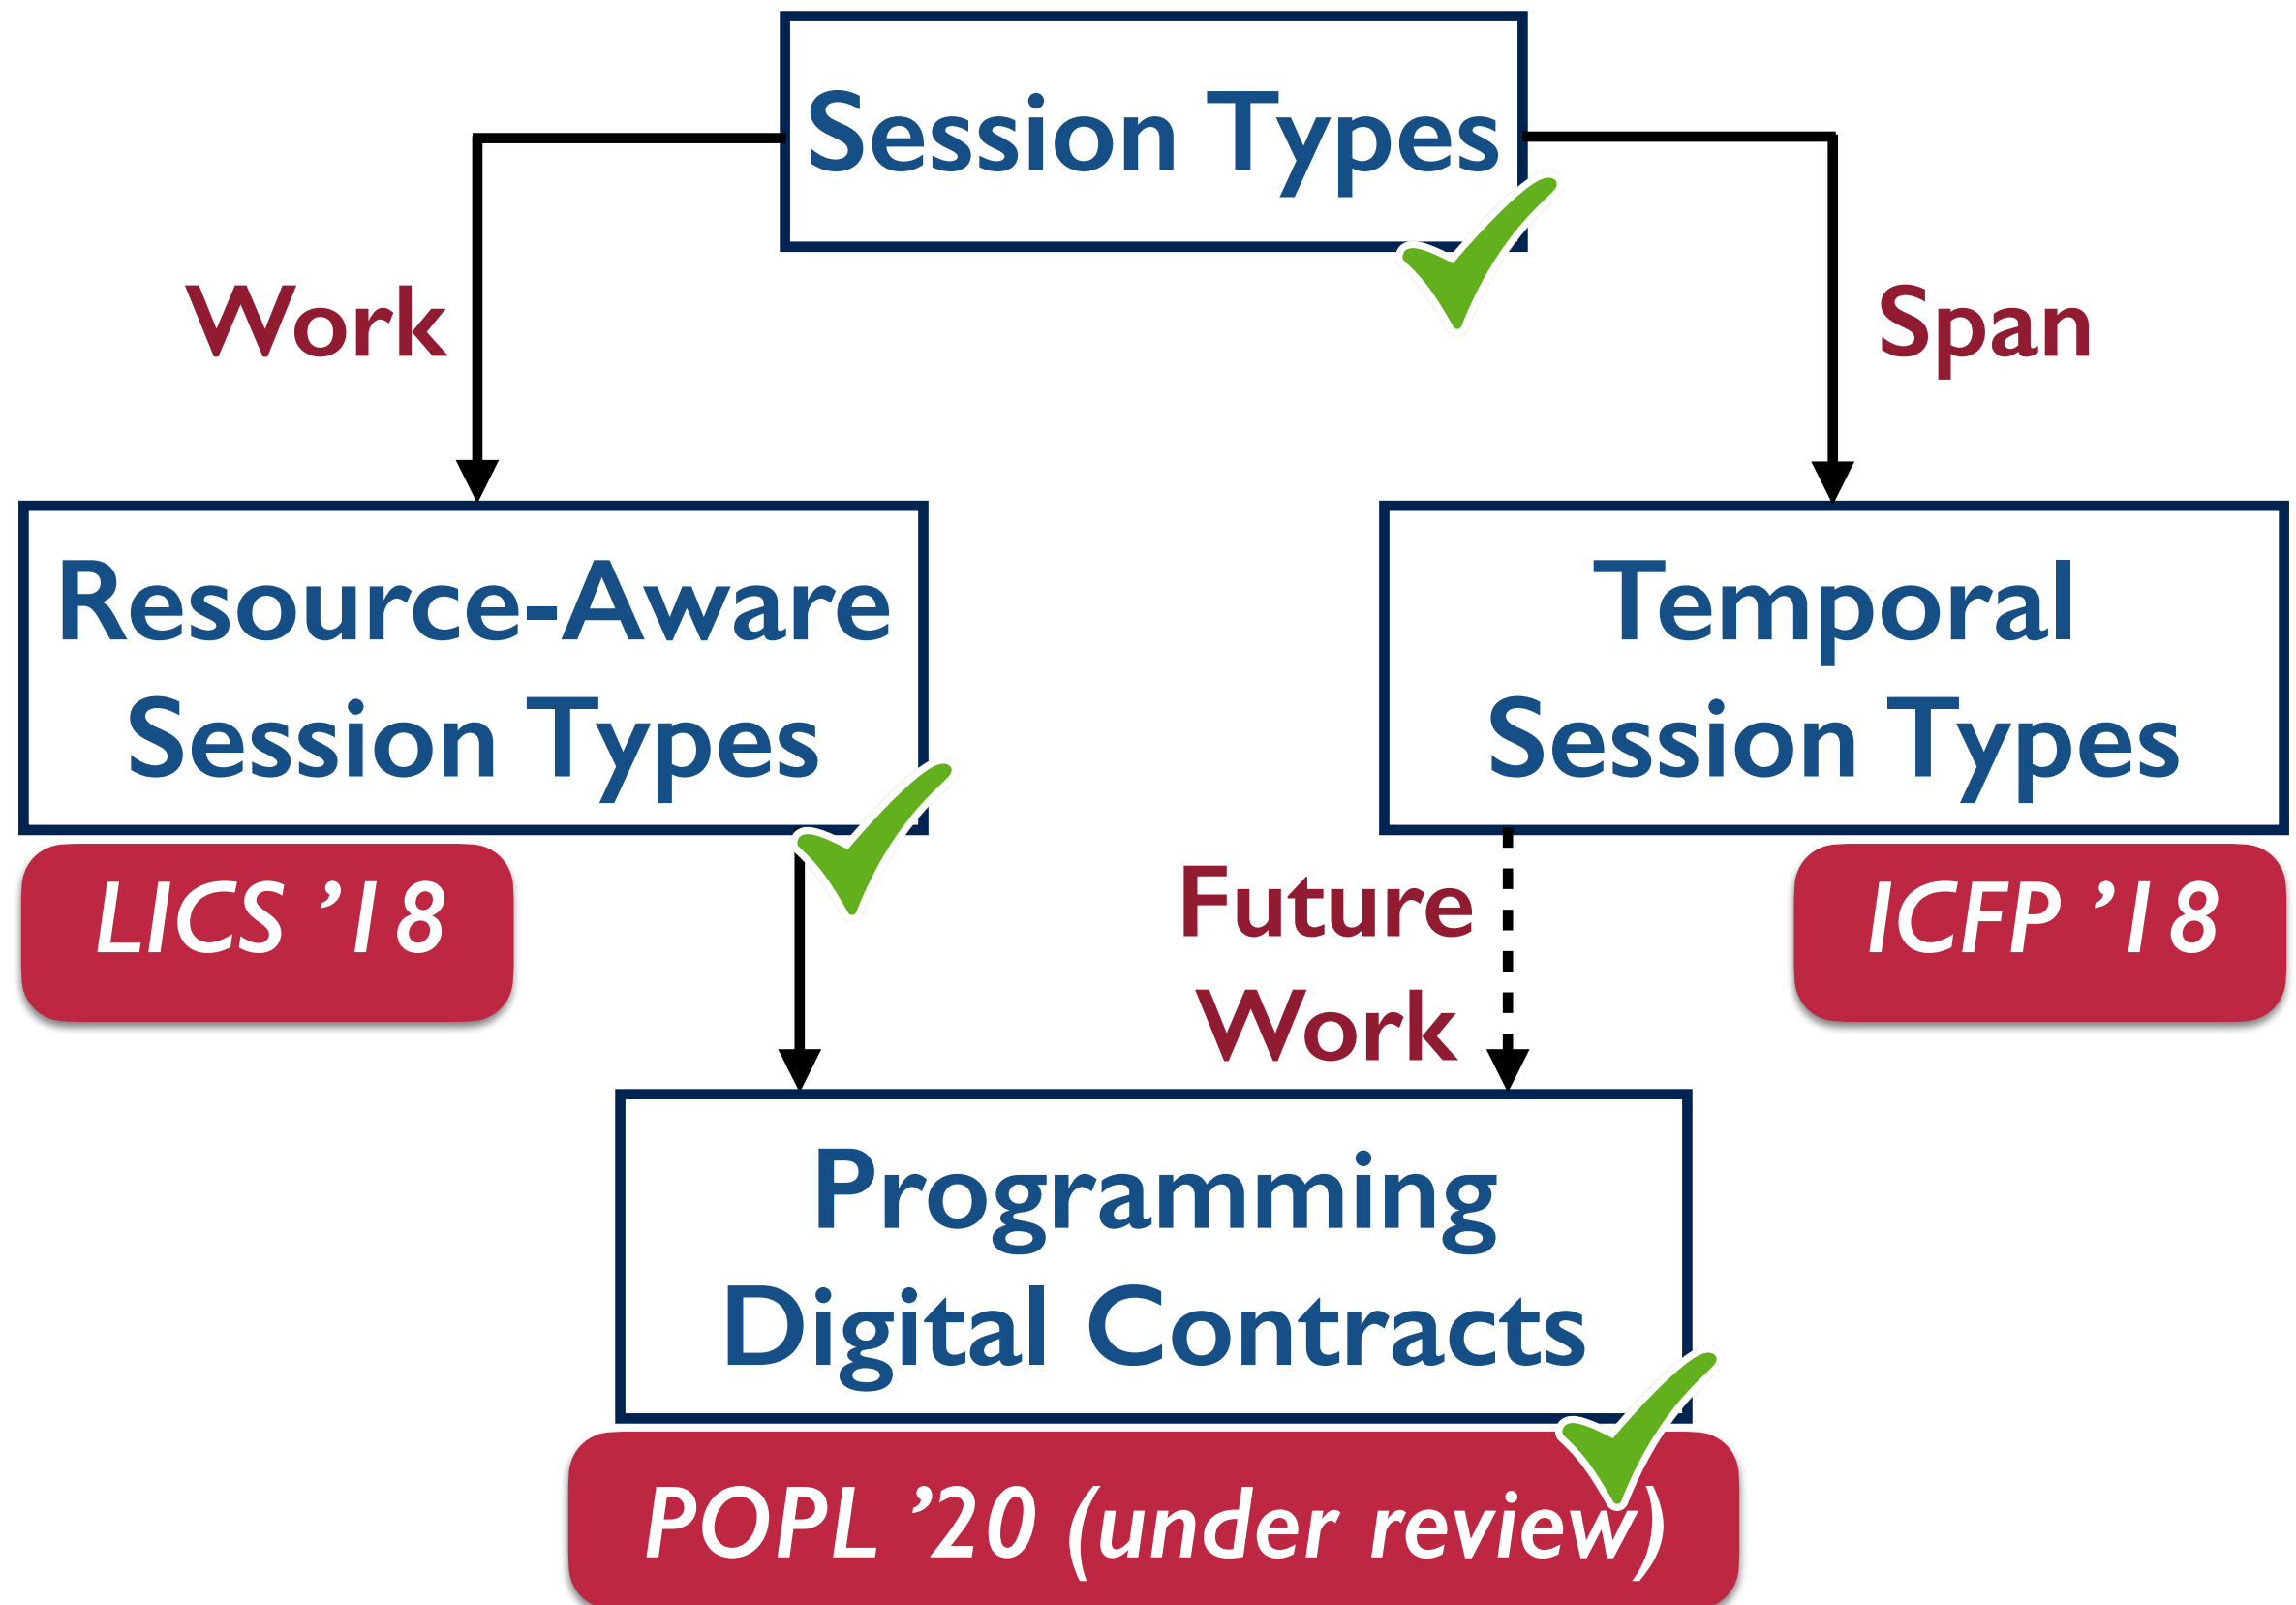 Session Types
Work
Span
Resource-Aware
Session Types
Temporal
Session Types
LICS ’18
ICFP ’18
Future
Work
Programming
Digital Contracts
POPL ’20 (under review)